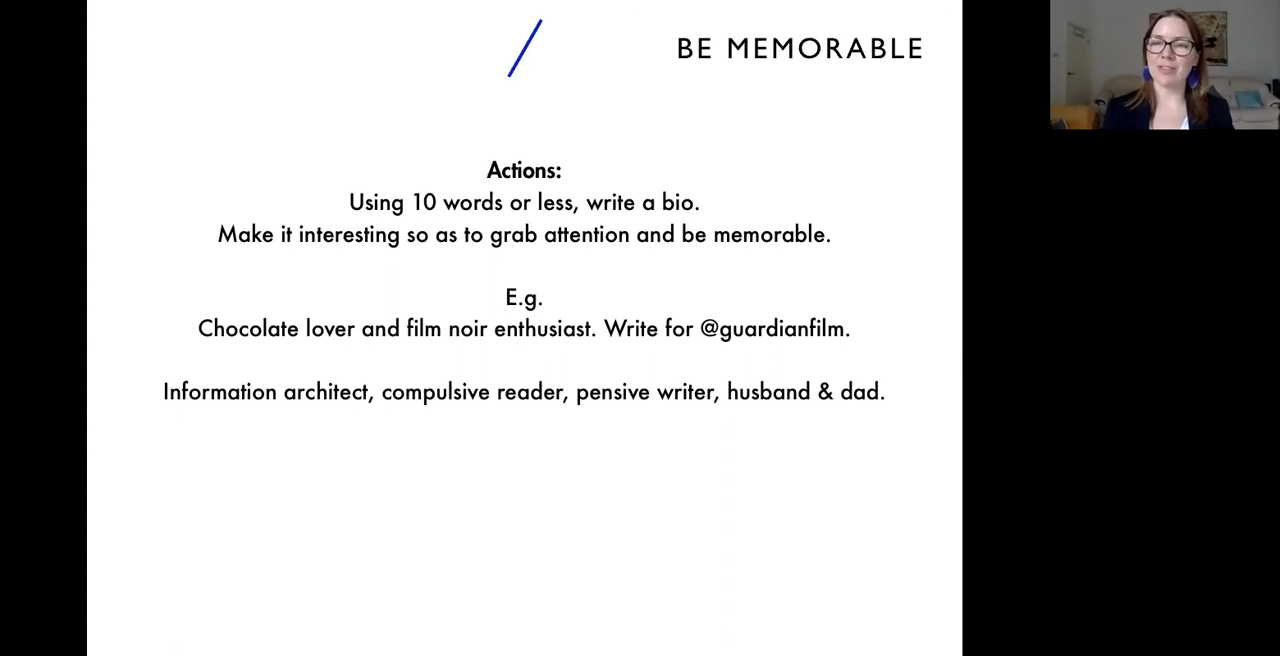 BE MEMORABLE
Actions:
Using 10 words or less, write a bio.
Make it interesting so as to grab attention and be memorable.
E.g.
Chocolate lover and film noir enthusiast. Write for @guardianfilm.
Information architect, compulsive reader, pensive writer, husband & dad.